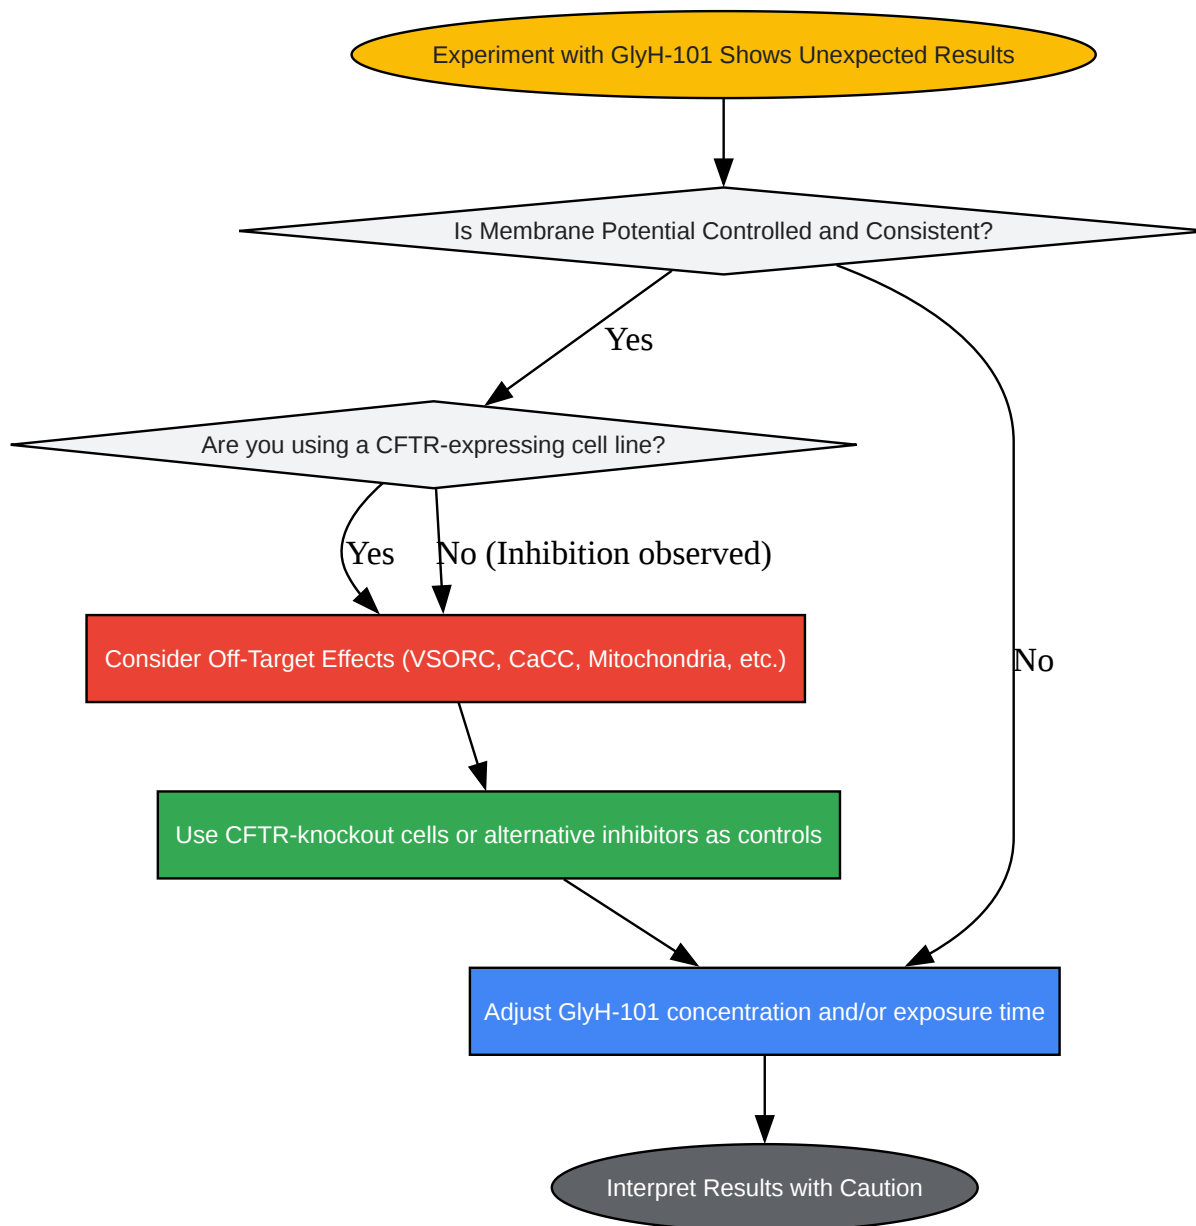 Experiment with GlyH-101 Shows Unexpected Results
Is Membrane Potential Controlled and Consistent?
Yes
Are you using a CFTR-expressing cell line?
Yes
No (Inhibition observed)
Consider Off-Target Effects (VSORC, CaCC, Mitochondria, etc.)
No
Use CFTR-knockout cells or alternative inhibitors as controls
Adjust GlyH-101 concentration and/or exposure time
Interpret Results with Caution